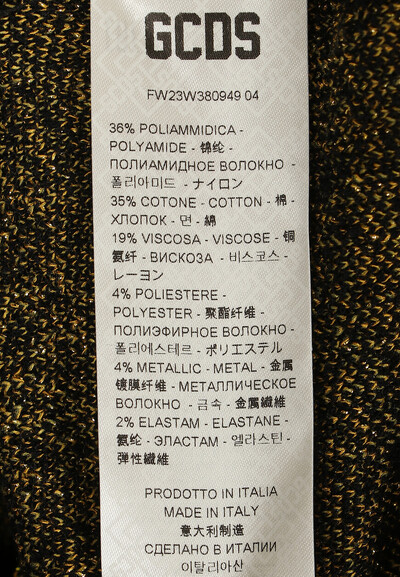 GCDS
FW23W380949 04
36% POLIAMMIDICA -
POLYAMIDE - 锦纶 -
ПОЛИАМИДНОЕ ВОЛОКНО -
폴리아미드 - ナイロン
35% COTONE - COTTON - 棉 -
ХЛОПОК - 면 - 綿
19% VISCOSA - VISCOSE - 铜
氨纤 - ВИСКОЗА - 비스코스 -
レーヨン
4% POLIESTERE -
POLYESTER - 聚酯纤维 -
ПОЛИЭФИРНОЕ ВОЛОКНО -
폴리에스테르 - ポリエステル
4% METALLIC - METAL - 金属
镀膜纤维 - МЕТАЛЛИЧЕСКОЕ
ВОЛОКНО - 금속 - 金属繊維
2% ELASTAM - ELASTANE -
氨纶 - ЭЛАСТАМ - 엘라스틴 -
弾性繊維
PRODOTTO IN ITALIA
MADE IN ITALY
意大利制造
СДЕЛАНО В ИТАЛИИ
이탈리아산